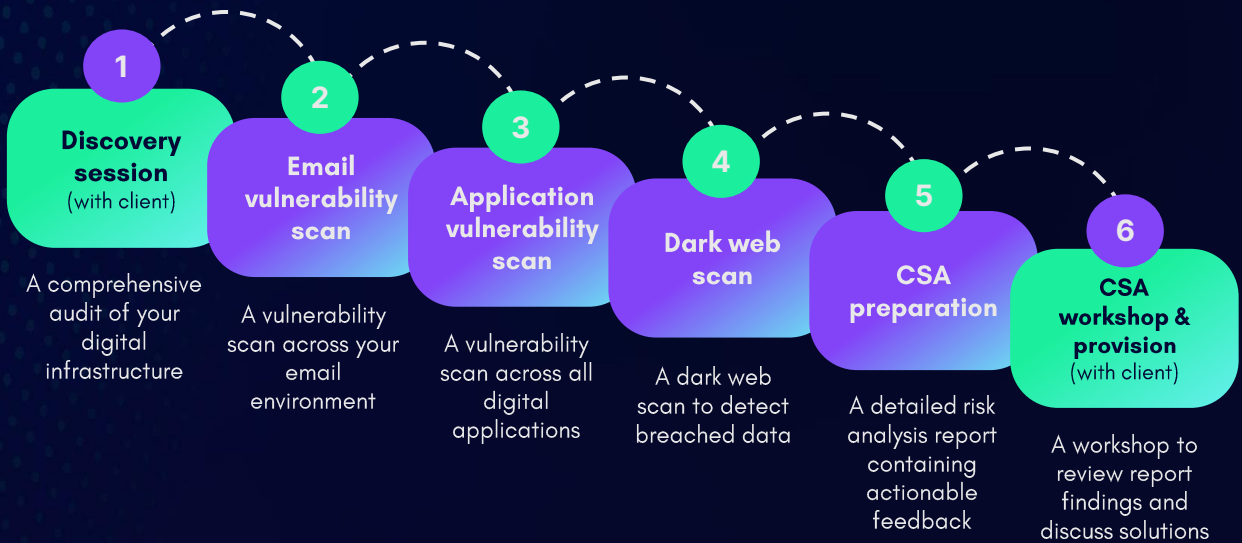 1
Discovery
session
(with client)
A comprehensive
audit of your
digital
infrastructure
2
Email
vulnerability
scan
A vulnerability
scan across your
email
environment
3
Application
vulnerability
scan
A vulnerability
scan across all
digital
applications
4
Dark web
scan
A dark web
scan to detect
breached data
5
CSA
preparation
A detailed risk
analysis report
containing
actionable
feedback
6
CSA
workshop &
provision
(with client)
A workshop to
review report
findings and
discuss solutions